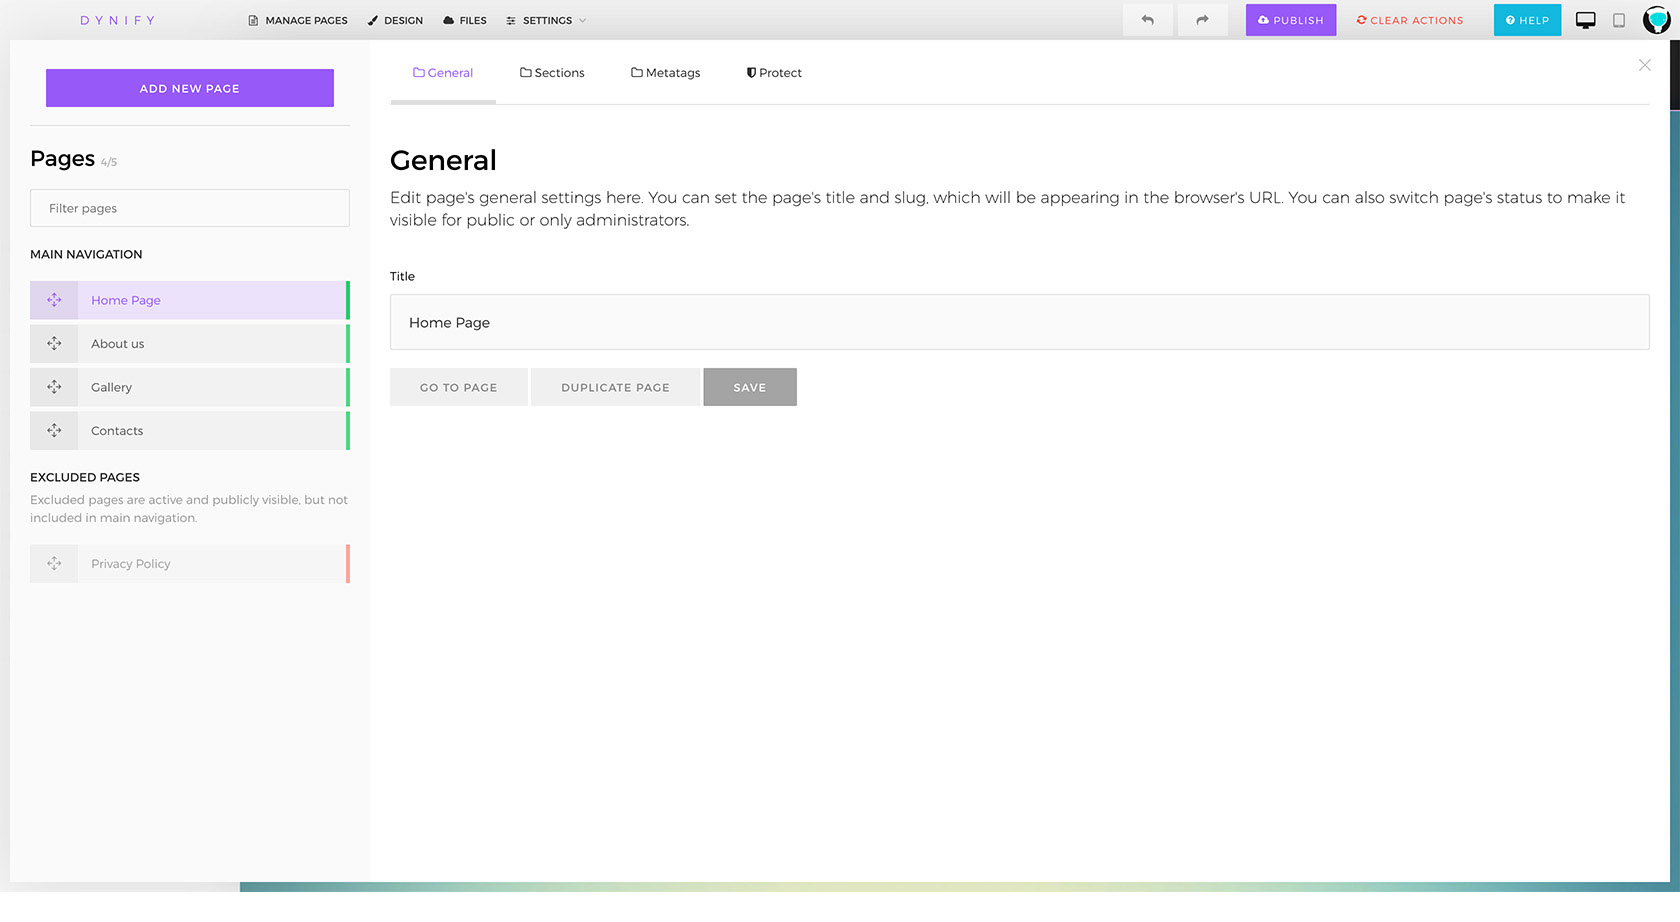 DYNIFY
MANAGE PAGES
DESIGN
FILES
SETTINGS
PUBLISH
CLEAR ACTIONS
HELP
ADD NEW PAGE
Pages 4/5
Filter pages
MAIN NAVIGATION
Home Page
About us
Gallery
Contacts
EXCLUDED PAGES
Excluded pages are active and publicly visible, but not
included in main navigation.
Privacy Policy
General
Sections
Metatags
Protect
General
Edit page's general settings here. You can set the page's title and slug, which will be appearing in the browser's URL. You can also switch page's status to make it
visible for public or only administrators.
Title
Home Page
GO TO PAGE
DUPLICATE PAGE
SAVE